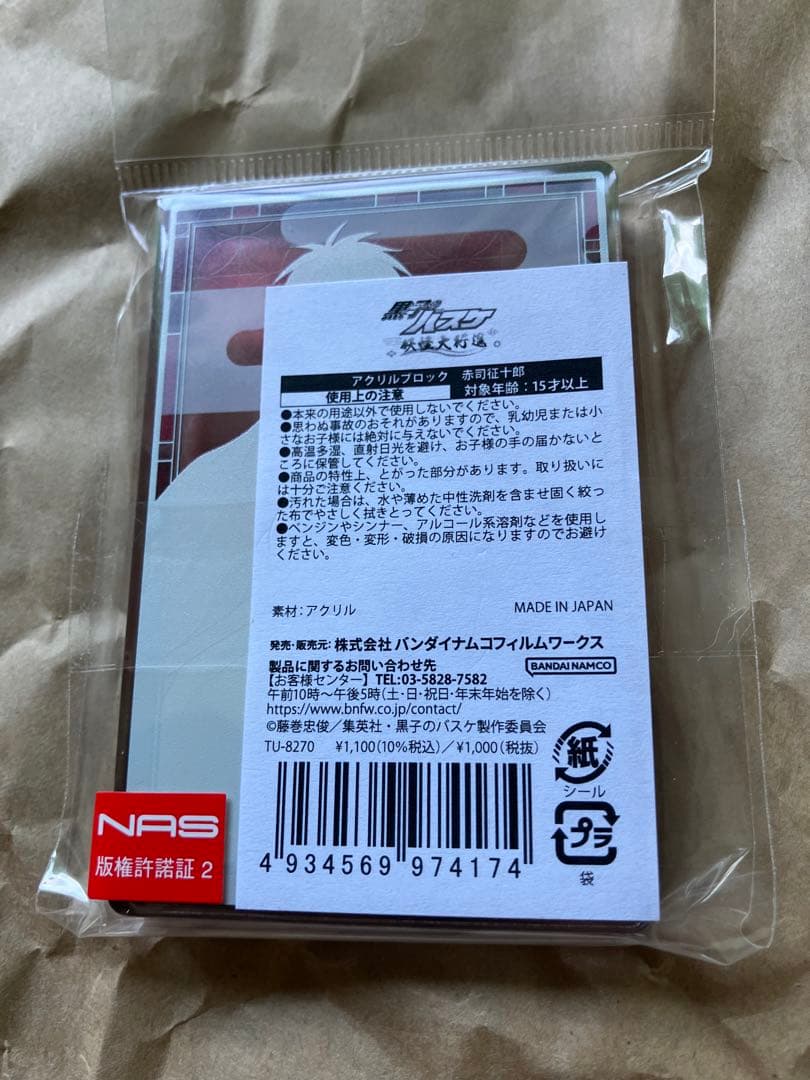 黒子のバスケ
妖怪大行進。
アクリルブロック 赤司征十郎
使用上の注意 対象年齢：15才以上
●本来の用途以外で使用しないでください。
●思わぬ事故のおそれがありますので、乳幼児または小
さなお子様には絶対に与えないでください。
●高温多湿、直射日光を避け、お子様の手の届かないと
ころに保管してください。
●商品の特性上、とがった部分があります。取り扱いに
は十分ご注意ください。
●汚れた場合は、水や薄めた中性洗剤を含ませ固く絞っ
た布でやさしく拭きとってください。
●ベンジンやシンナー、アルコール系溶剤などを使用し
ますと、変色・変形・破損の原因になりますのでお避け
ください。
素材：アクリル MADE IN JAPAN
発売・販売元：株式会社 バンダイナムコフィルムワークス
製品に関するお問い合わせ先
BANDAI NAMCO
【お客様センター】TEL:03-5828-7582
午前10時～午後5時（土・日・祝日・年末年始を除く）
https://www.bnfw.co.jp/contact/
©藤巻忠俊／集英社・黒子のバスケ製作委員会
TU-8270 ¥1,100(10%税込)／¥1,000(税抜)
紙
シール
プラ
袋
4 934569 974174
NAS
版権許諾証 2